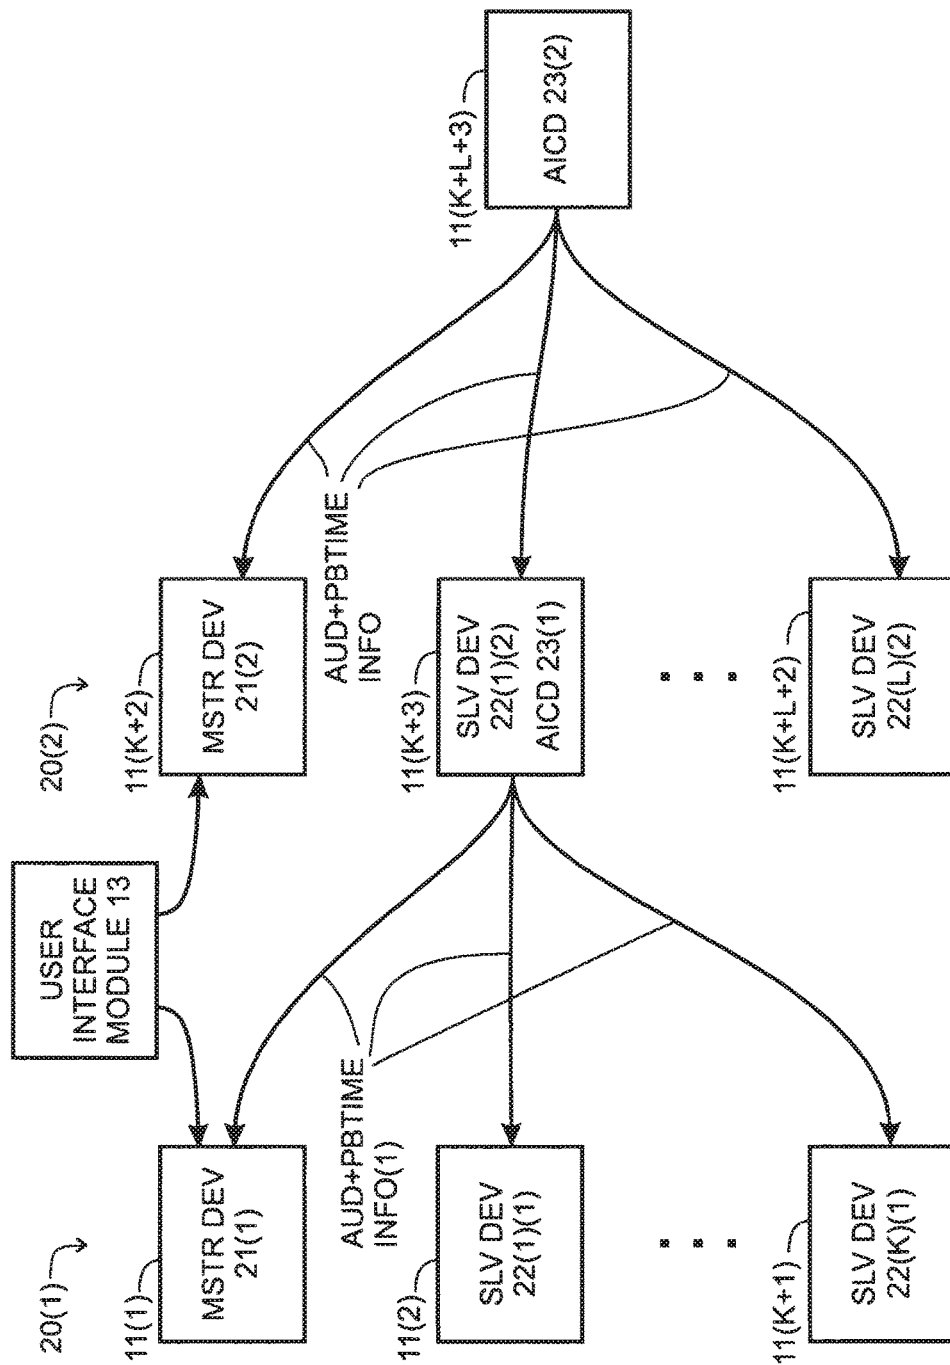 20(1)
20(2)
USER
INTERFACE
MODULE 13
11(1)
MSTR DEV
21(1)
11(K+2)
MSTR DEV
21(2)
AUD+PBTIME
INFO(1)
AUD+PBTIME
INFO
11(2)
SLV DEV
22(1)(1)
11(K+3)
SLV DEV
22(1)(2)
AICD 23(1)
11(K+L+3)
AICD 23(2)
11(K+1)
SLV DEV
22(K)(1)
11(K+L+2)
SLV DEV
22(L)(2)